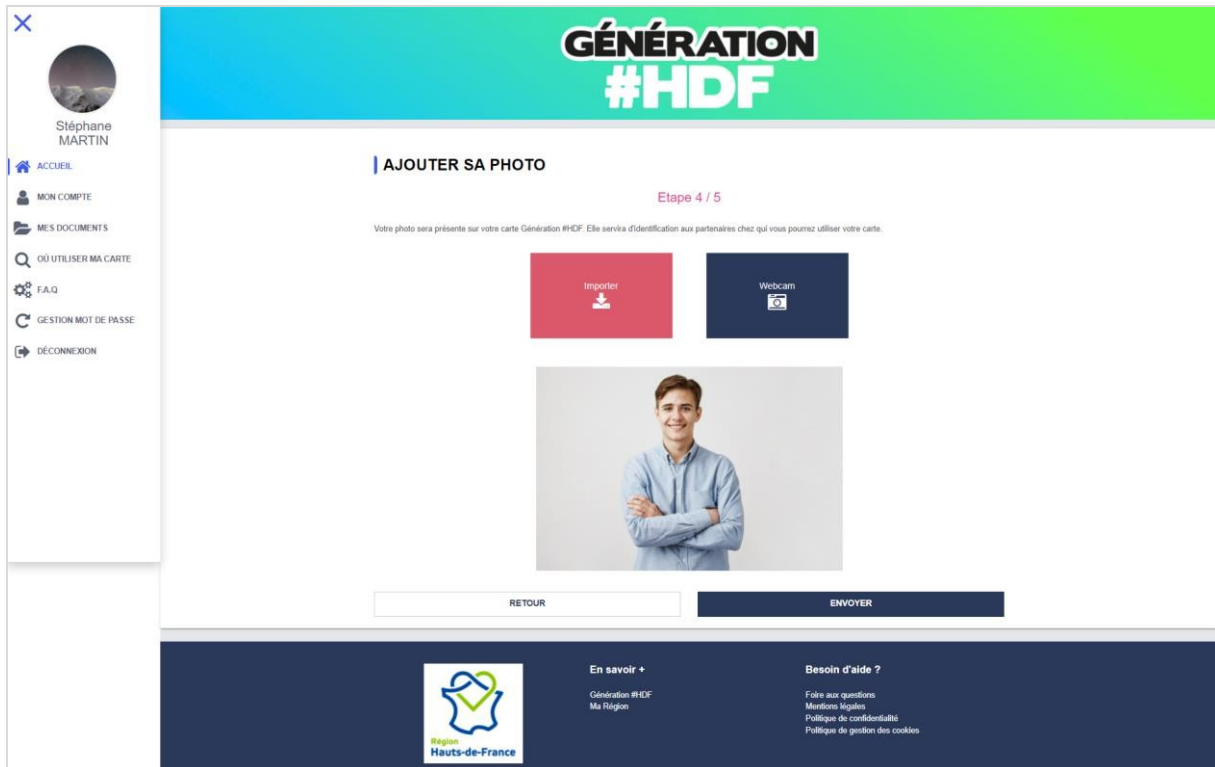 GÉNÉRATION
#HDF
Stéphane
MARTIN
ACCUEIL
MON COMPTE
MES DOCUMENTS
OÙ UTILISER MA CARTE
F.A.Q
GESTION MOT DE PASSE
DÉCONNEXION
AJOUTER SA PHOTO
Etape 4 / 5
Votre photo sera présente sur votre carte Génération #HDF. Elle servira d'identification aux partenaires chez qui vous pourrez utiliser votre carte.
Importer
Webcam
RETOUR
ENVOYER
Région
Hauts-de-France
En savoir +
Génération #HDF
Ma Région
Besoin d'aide ?
Foire aux questions
Mentions légales
Politique de confidentialité
Politique de gestion des cookies